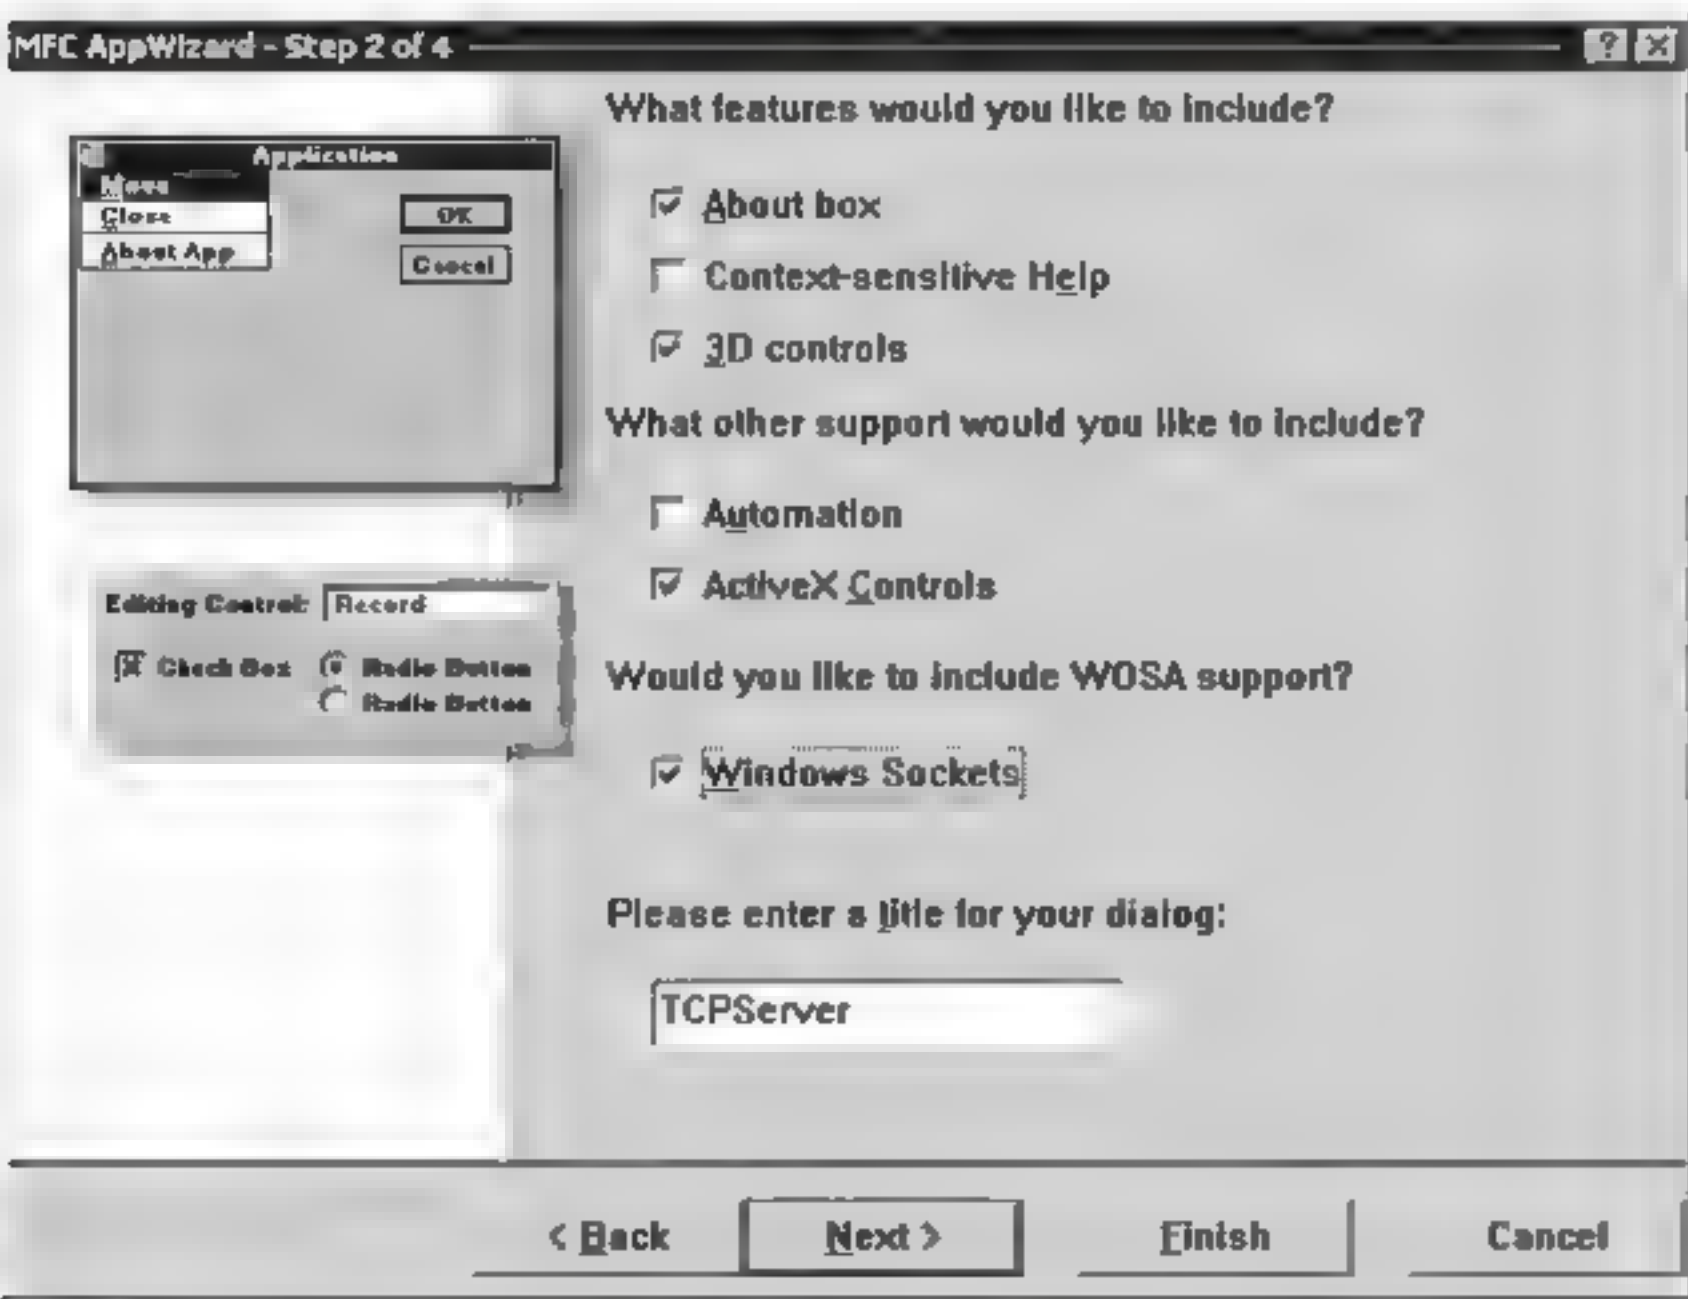 MFC AppWizard - Step 2 of 4
What features would you like to include?
Application
Move
Close
About App
OK
Cancel
About box
Context-sensitive Help
3D controls
What other support would you like to include?
Automation
ActiveX Controls
Editing Control: Record
Check Box
Radio Button
Radio Button
Would you like to include WOSA support?
Windows Sockets
Please enter a title for your dialog:
TCPServer
< Back
Next >
Finish
Cancel